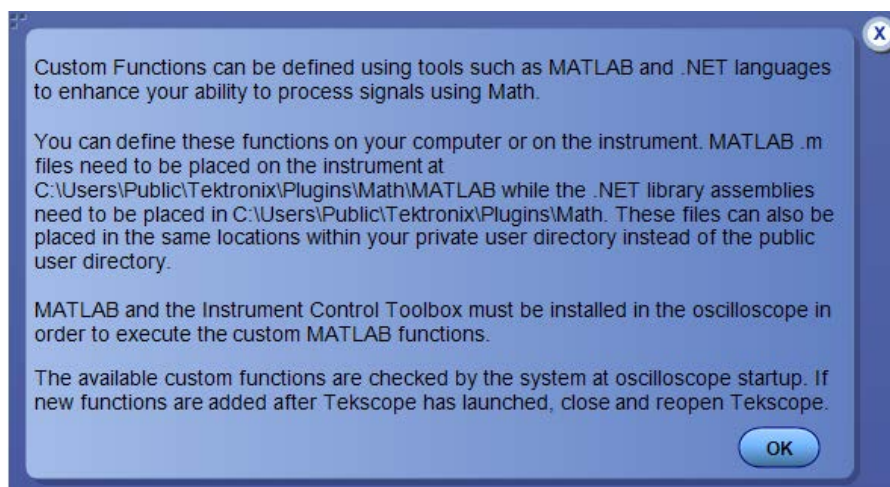 X
Custom Functions can be defined using tools such as MATLAB and .NET languages
to enhance your ability to process signals using Math.
You can define these functions on your computer or on the instrument. MATLAB .m
files need to be placed on the instrument at
C:\Users\Public\Tektronix\Plugins\Math\MATLAB while the .NET library assemblies
need to be placed in C:\Users\Public\Tektronix\Plugins\Math. These files can also be
placed in the same locations within your private user directory instead of the public
user directory.
MATLAB and the Instrument Control Toolbox must be installed in the oscilloscope in
order to execute the custom MATLAB functions.
The available custom functions are checked by the system at oscilloscope startup. If
new functions are added after Tekscope has launched, close and reopen Tekscope.
OK